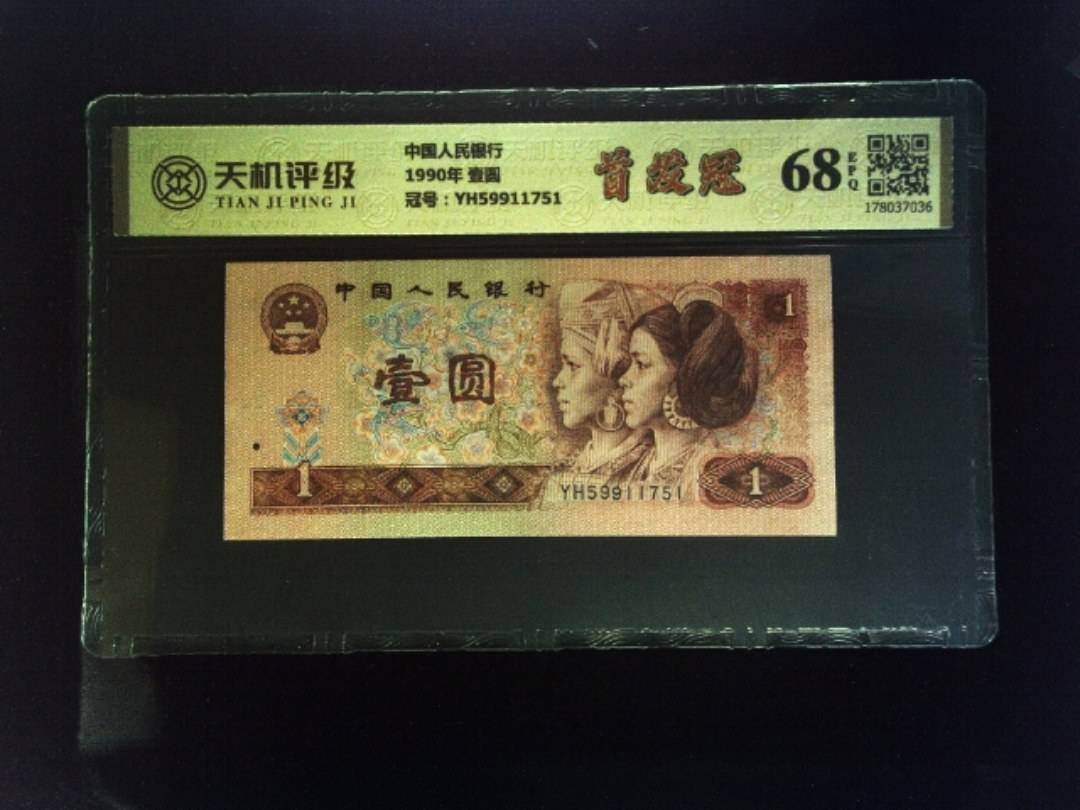 天机评级
TIAN JI PING JI
中国人民银行
1990年 壹圆
冠号：YH59911751
首发冠
68
EPQ
178037036
中国人民银行
1
壹圆
1
YH59911751
1